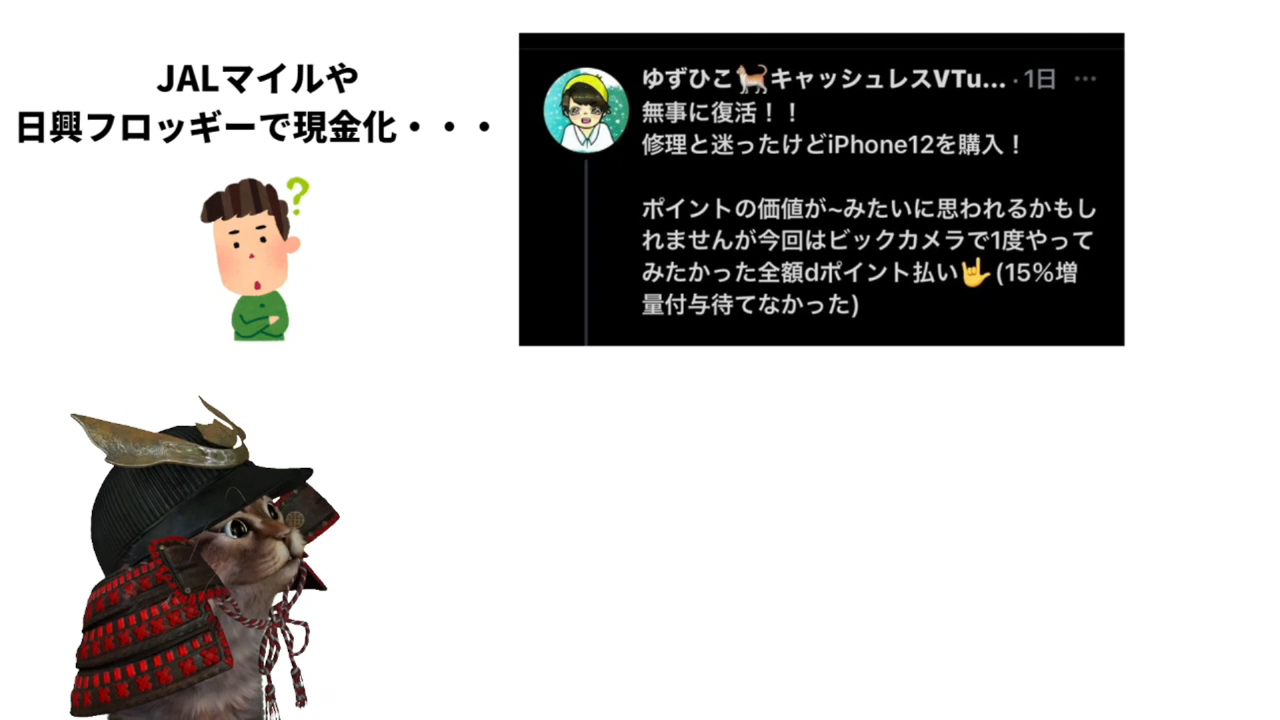 JALマイルや
日興フロッギーで現金化・・・
?
ゆずひこ🐈キャッシュレスVTu... · 1日 ···
無事に復活！！
修理と迷ったけどiPhone12を購入！
ポイントの価値が~みたいに思われるかもし
れませんが今回はビックカメラで1度やって
みたかった全額dポイント払い🤟(15%増
量付与待てなかった)